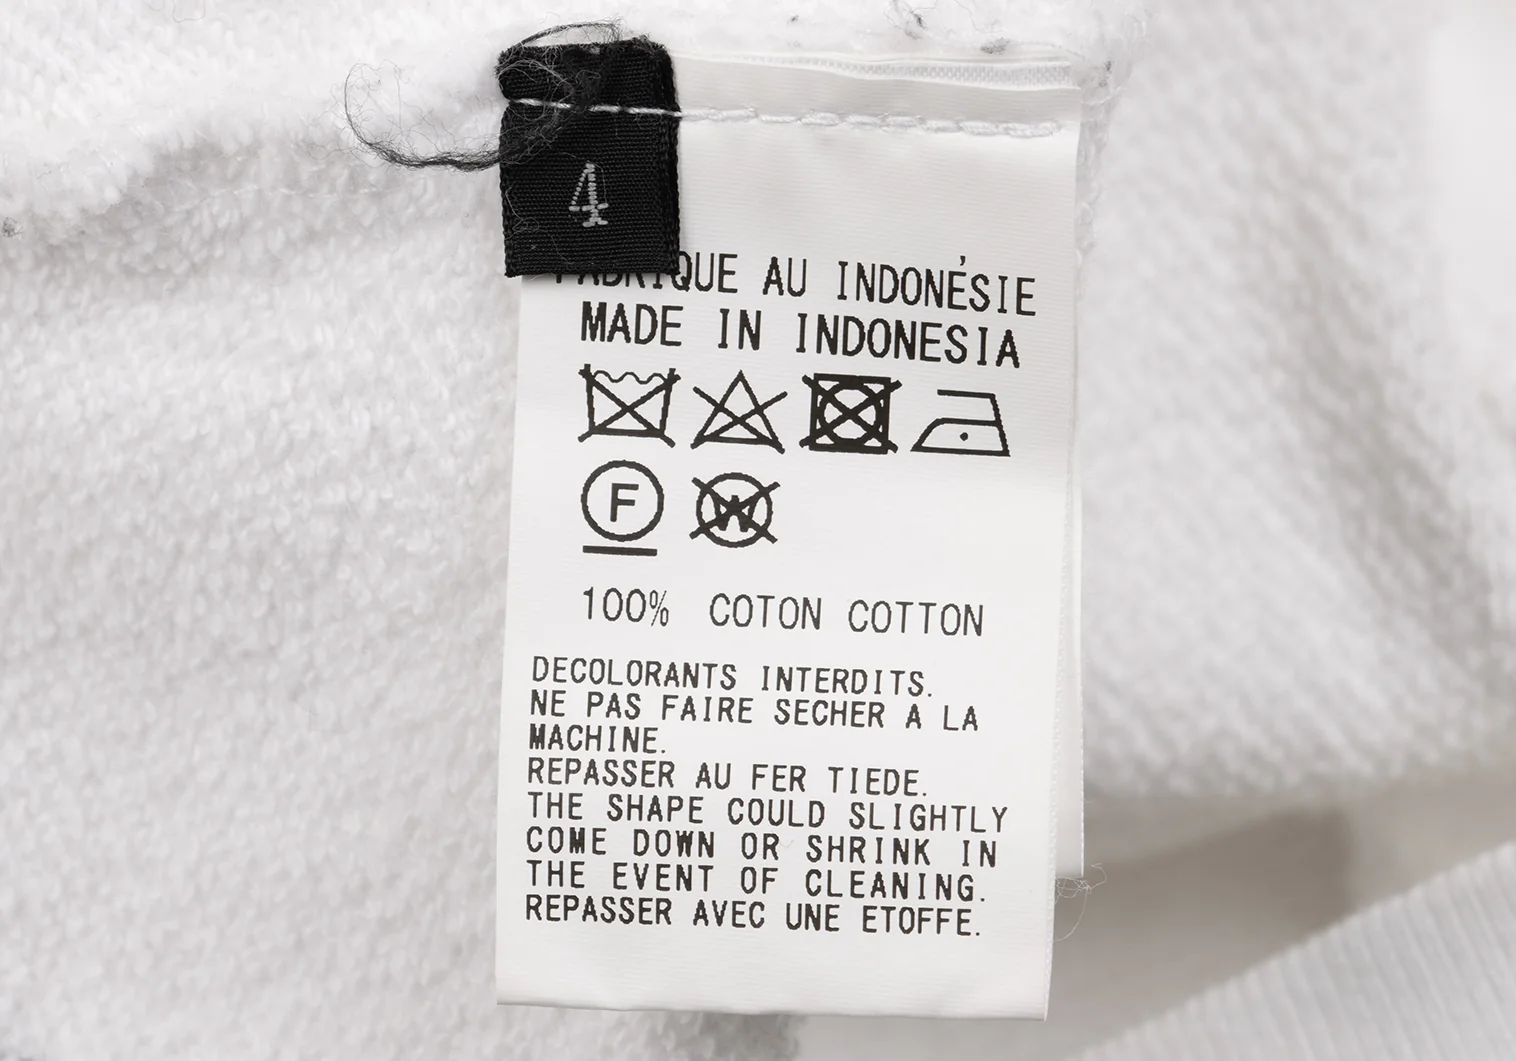 4
FABRIQUE AU INDONÉSIE
MADE IN INDONESIA
F W
100% COTON COTTON
DECOLORANTS INTERDITS.
NE PAS FAIRE SECHER A LA
MACHINE.
REPASSER AU FER TIEDE.
THE SHAPE COULD SLIGHTLY
COME DOWN OR SHRINK IN
THE EVENT OF CLEANING.
REPASSER AVEC UNE ETOFFE.